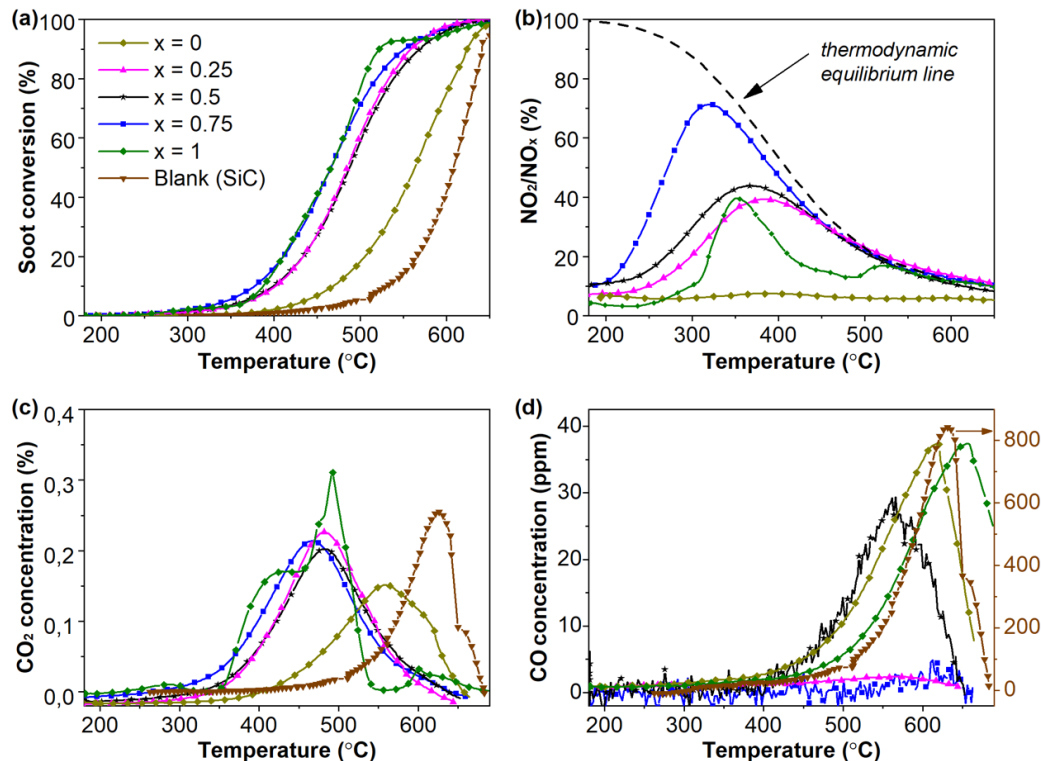 (a)
100
80
60
40
20
0
Soot conversion (%)
x = 0
x = 0.25
x = 0.5
x = 0.75
x = 1
Blank (SiC)
200 300 400 500 600
Temperature (°C)
(b)
100
80
60
40
20
0
NO₂/NOₓ (%)
thermodynamic
equilibrium line
200 300 400 500 600
Temperature (°C)
(c)
0,4
0,3
0,2
0,1
0,0
CO₂ concentration (%)
200 300 400 500 600
Temperature (°C)
(d)
40
30
20
10
0
CO concentration (ppm)
800
600
400
200
0
200 300 400 500 600
Temperature (°C)